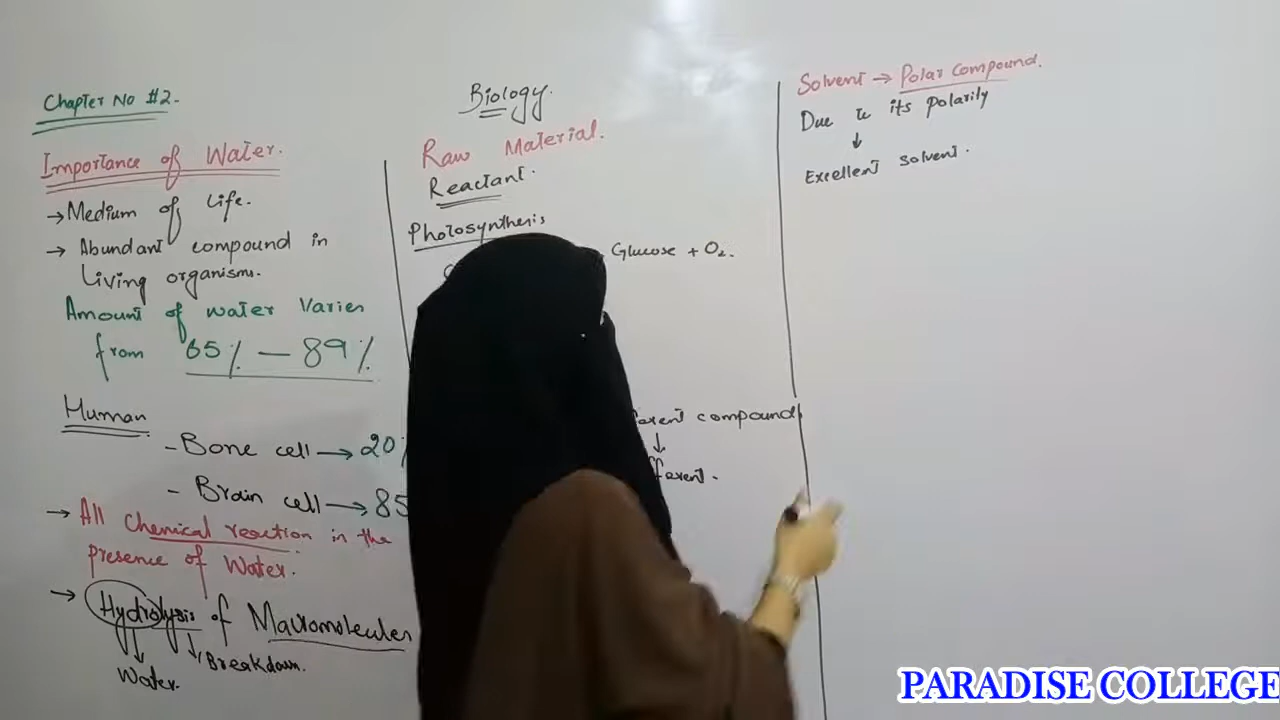 Chapter No #2.
Importance of Water.
→ Medium of life.
→ Abundant compound in
living organisms.
Amount of water varies
from 65% — 89%
Human
- Bone cell → 20%
- Brain cell → 85
→ All Chemical reaction in the
presence of Water.
→ Hydrolysis of Macromolecules
Water.
Breakdown.
Biology.
Raw Material.
Reactant.
Photosynthesis
Glucose + O2.
compound
↓
Solvent → Polar Compound.
Due to its polarity
↓
Excellent solvent.
PARADISE COLLEGE